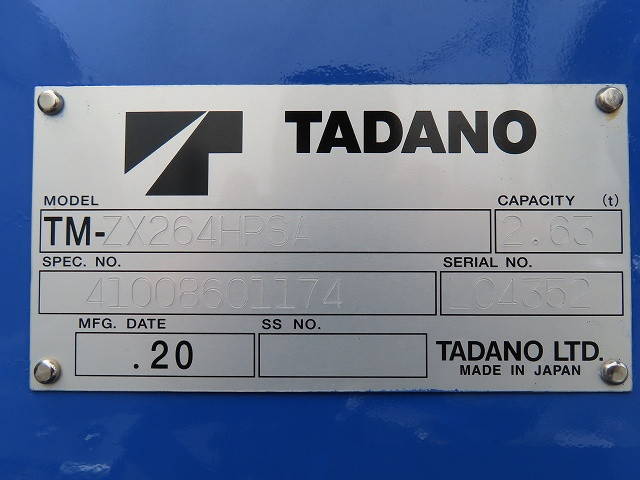 TADANO
MODEL
CAPACITY (t)
TM-ZX264HPSA
2.63
SPEC. NO.
SERIAL NO.
41008601174
LC4352
MFG. DATE
SS NO.
.20
TADANO LTD.
MADE IN JAPAN